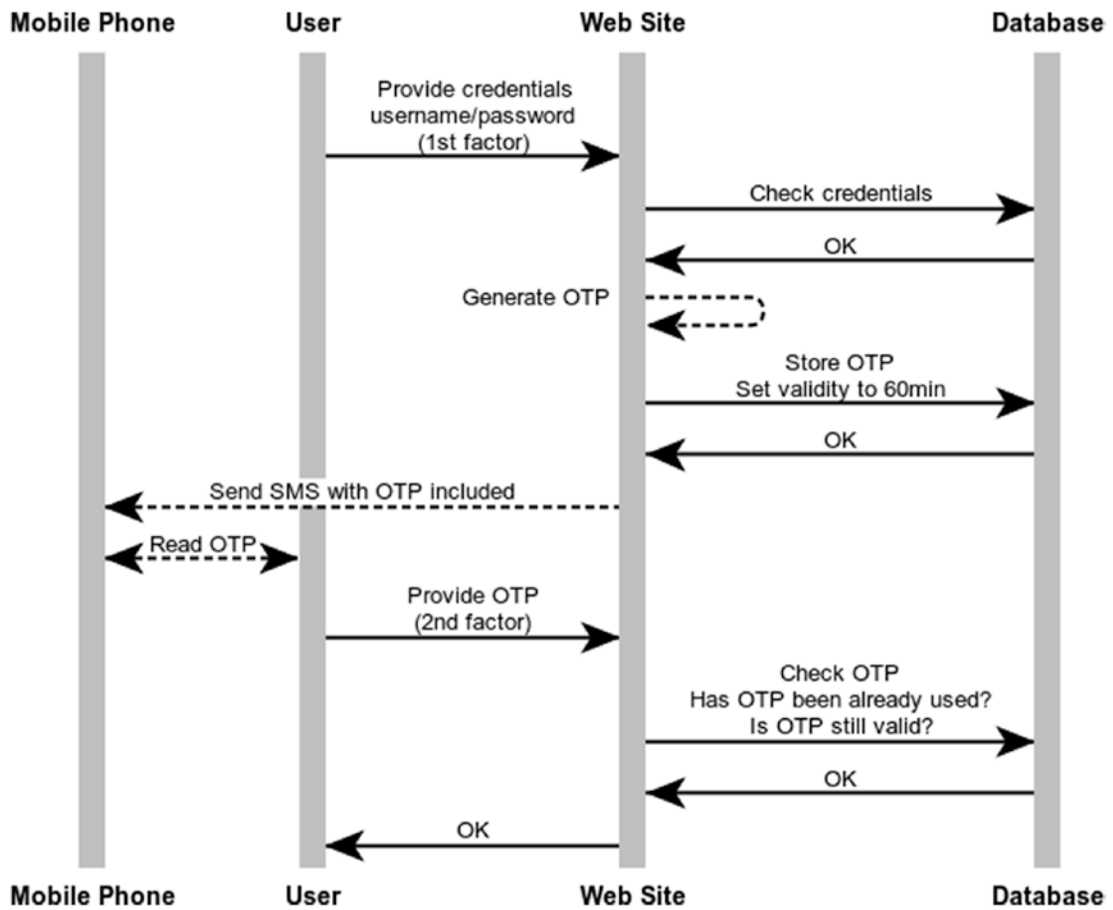 Mobile Phone User Web Site Database
Provide credentials
username/password
(1st factor)
Check credentials
OK
Generate OTP
Store OTP
Set validity to 60min
OK
Send SMS with OTP included
Read OTP
Provide OTP
(2nd factor)
Check OTP
Has OTP been already used?
Is OTP still valid?
OK
OK
Mobile Phone User Web Site Database